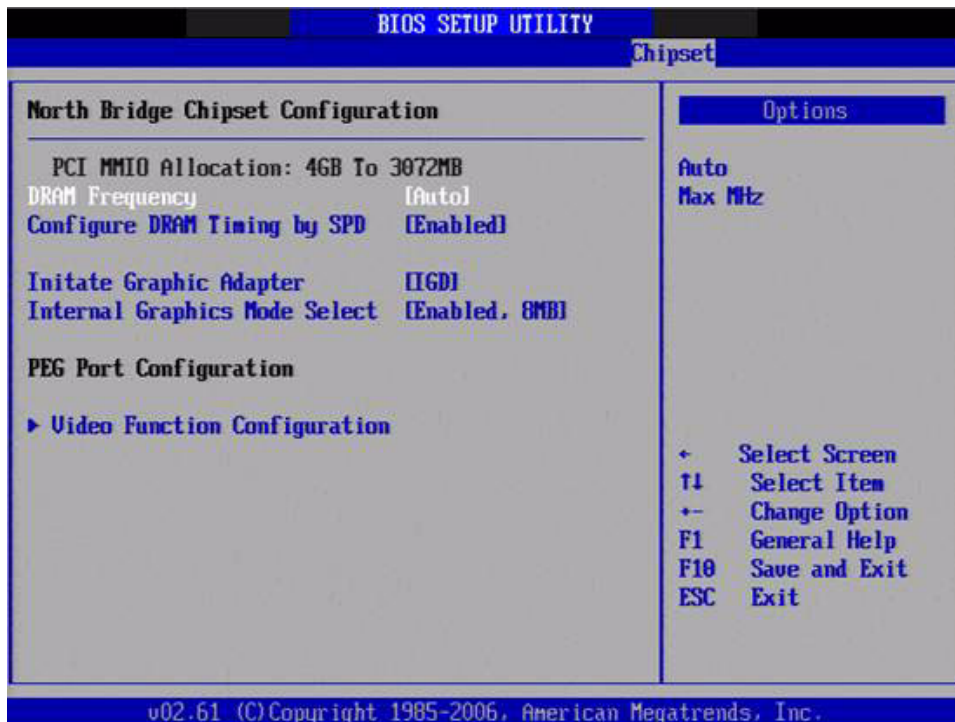 BIOS SETUP UTILITY
Chipset
North Bridge Chipset Configuration
PCI MMIO Allocation: 4GB To 3072MB
DRAM Frequency [Auto]
Configure DRAM Timing by SPD [Enabled]
Initate Graphic Adapter [IGD]
Internal Graphics Mode Select [Enabled, 8MB]
PEG Port Configuration
▶ Video Function Configuration
Options
Auto
Max MHz
← Select Screen
↑↓ Select Item
+- Change Option
F1 General Help
F10 Save and Exit
ESC Exit
v02.61 (C)Copyright 1985-2006, American Megatrends, Inc.